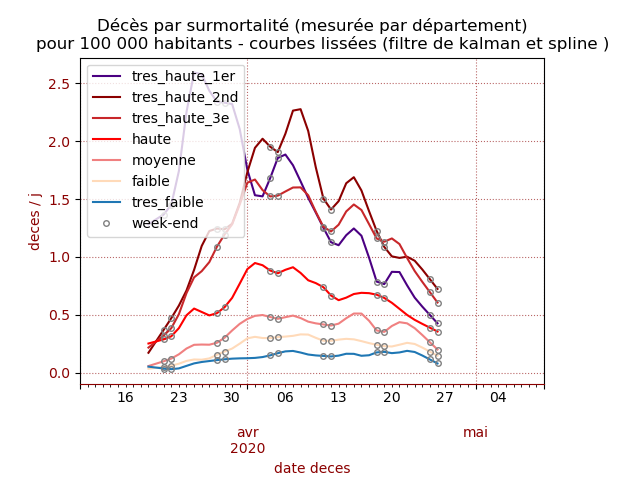 Décès par surmortalité (mesurée par département)
pour 100 000 habitants - courbes lissées (filtre de kalman et spline )
2.5
2.0
1.5
1.0
0.5
0.0
deces / j
tres_haute_1er
tres_haute_2nd
tres_haute_3e
haute
moyenne
faible
tres_faible
week-end
16 23 30 06 13 20 27 04
avr mai
2020
date deces